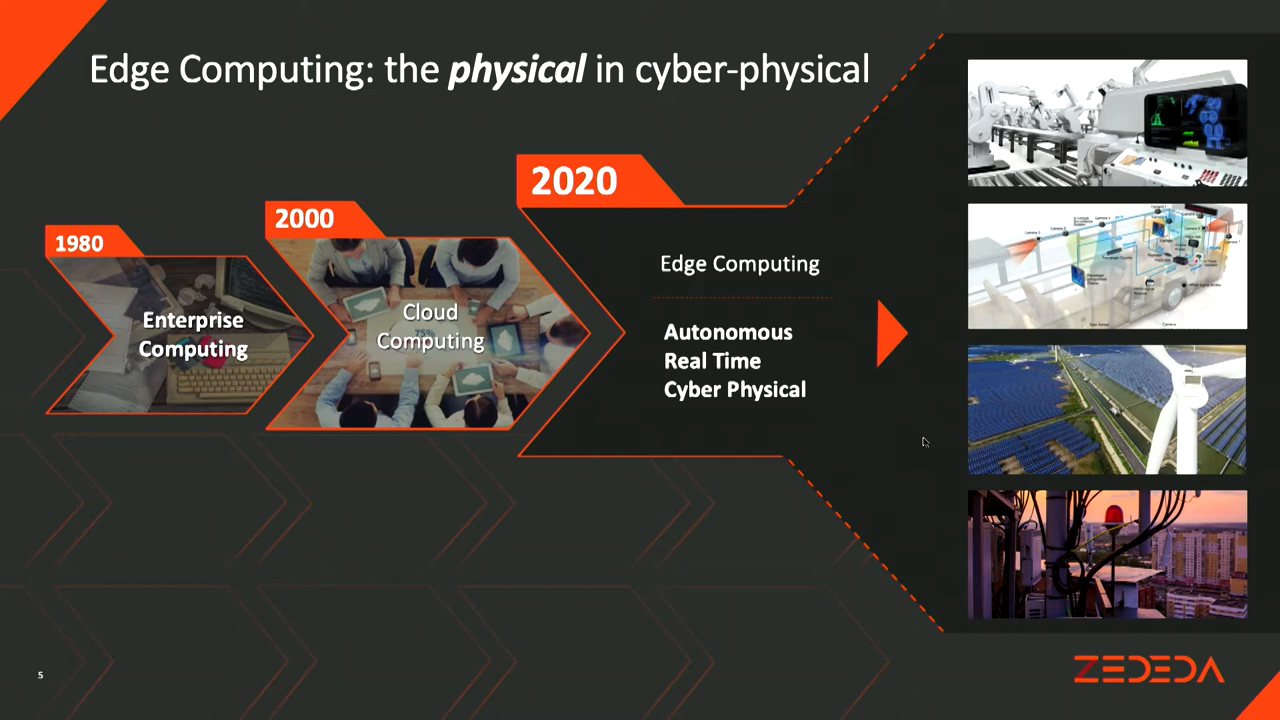 Edge Computing: the physical in cyber-physical
1980
Enterprise
Computing
2000
Cloud
Computing
75%
2020
Edge Computing
Autonomous
Real Time
Cyber Physical
5
ZEDEDA